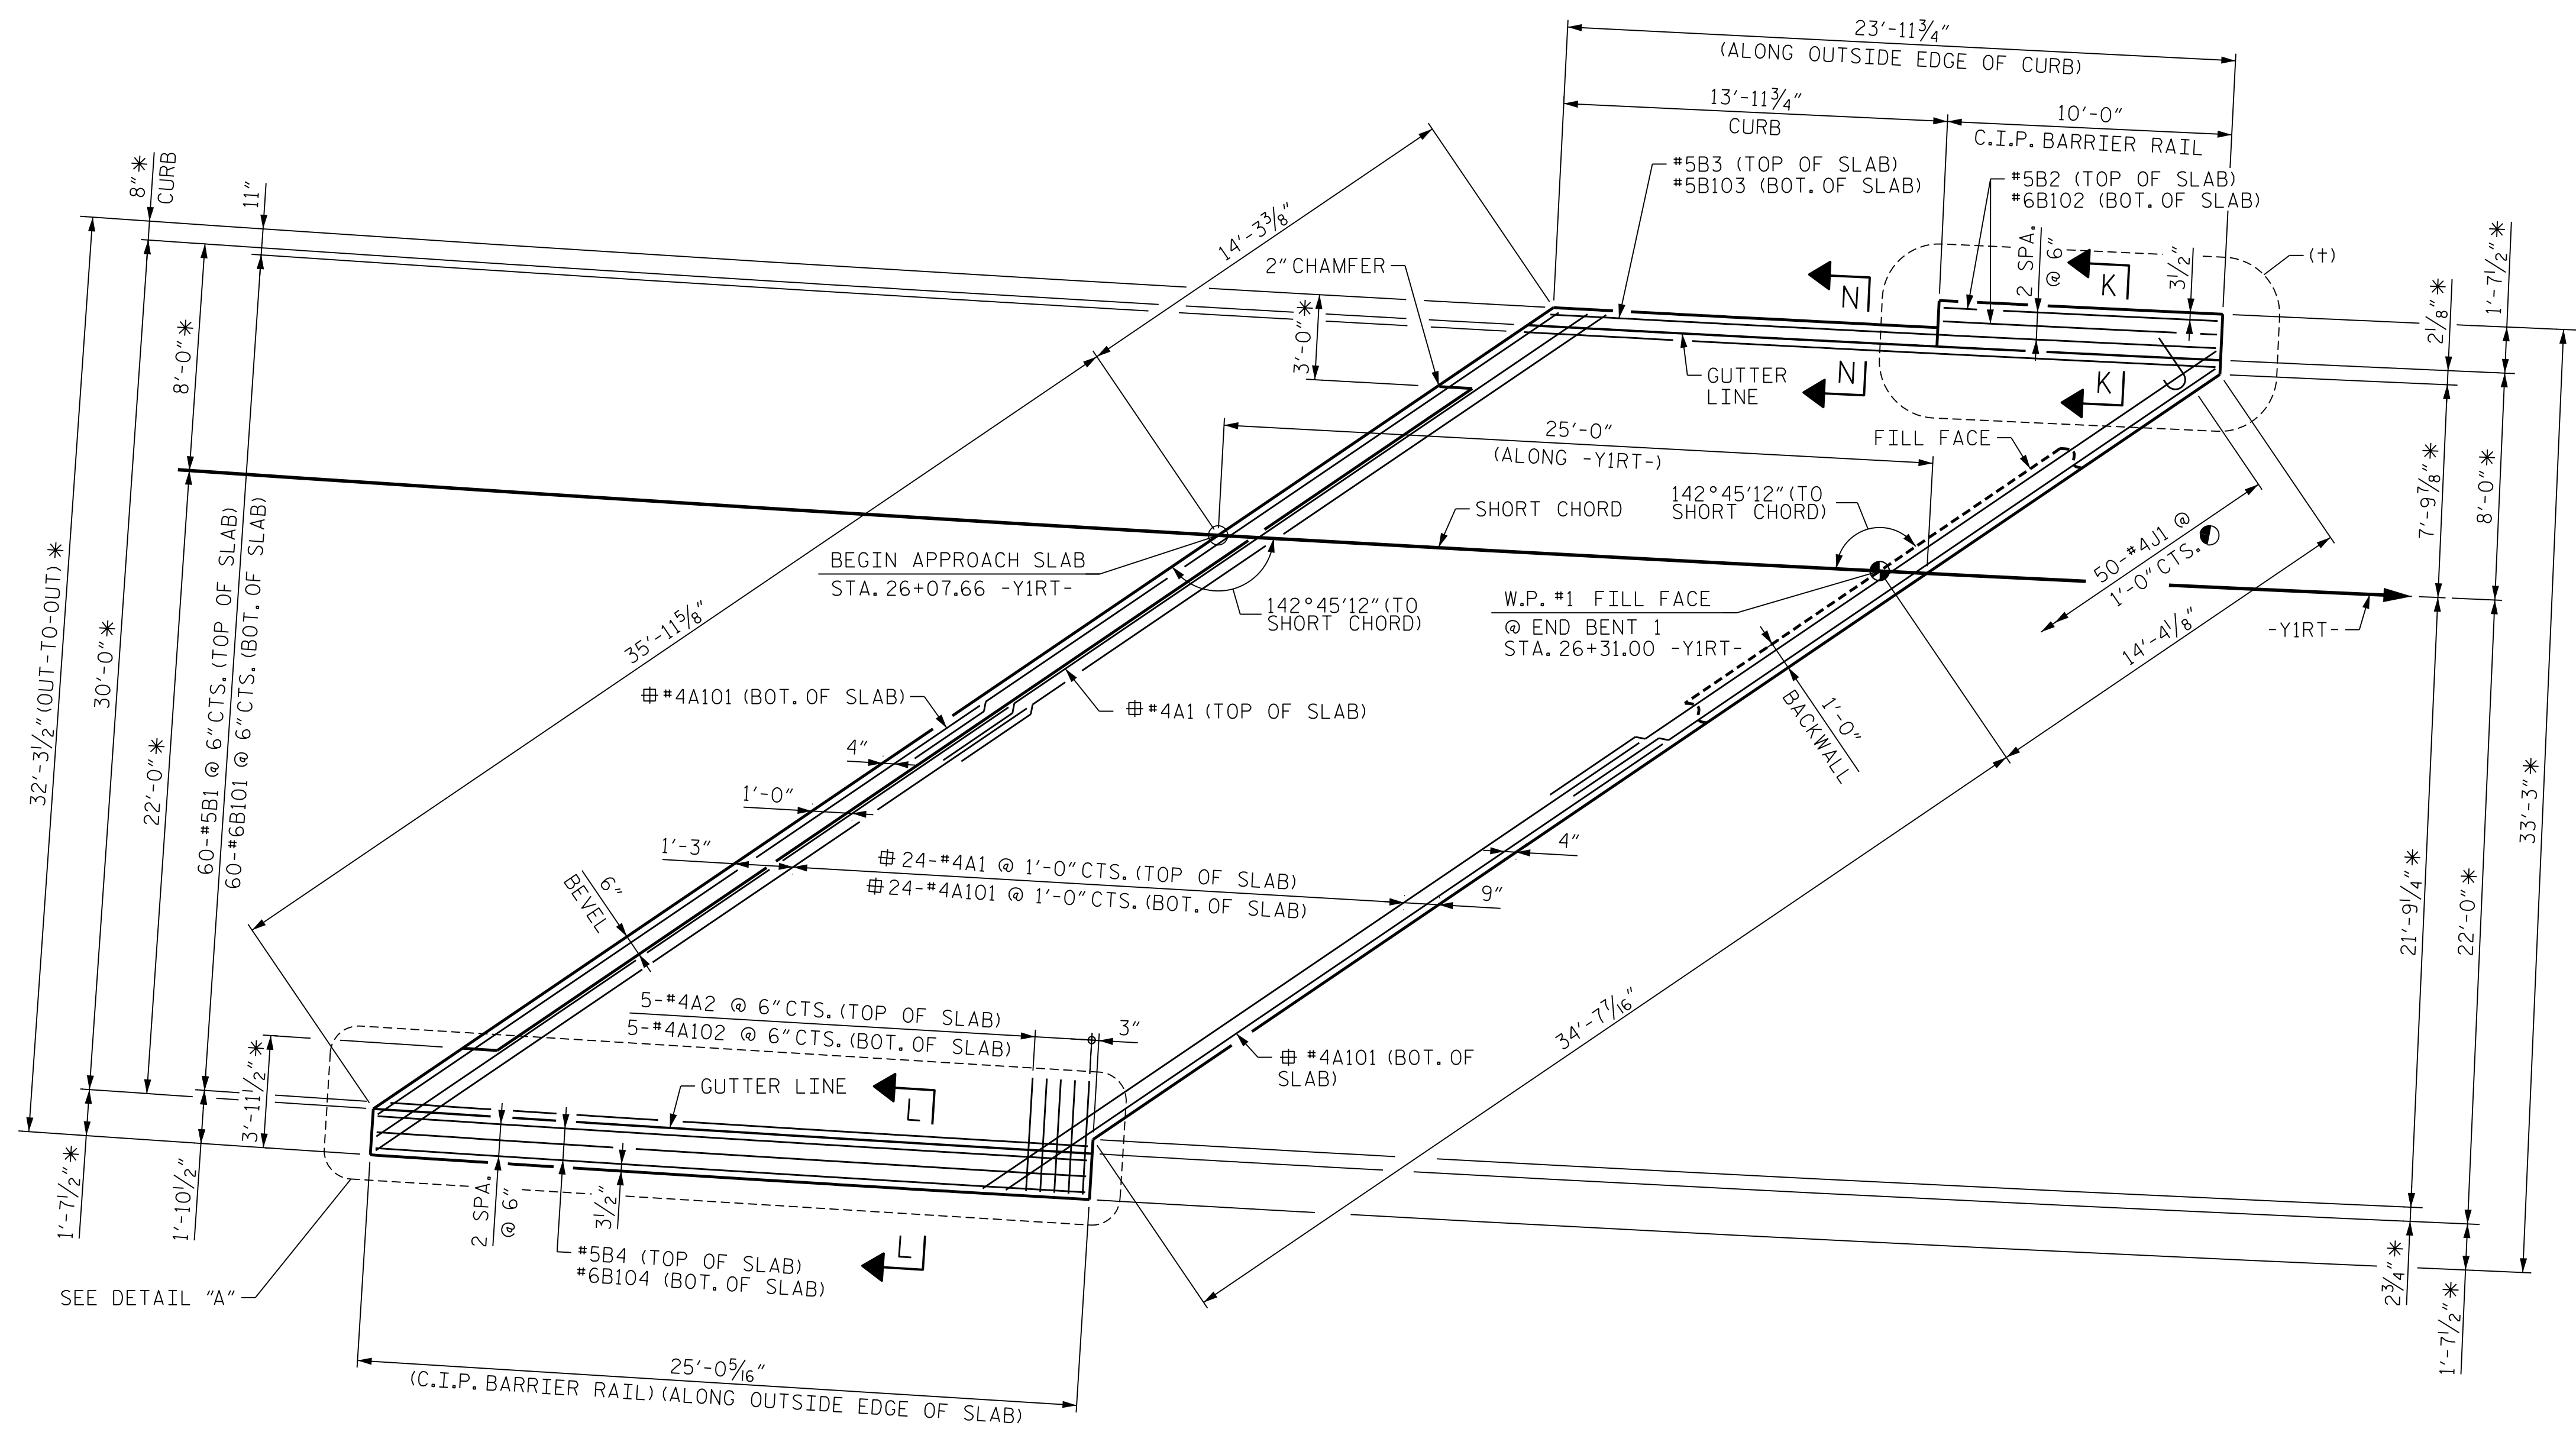 23'-11¾"
(ALONG OUTSIDE EDGE OF CURB)
13'-11¾"
CURB
10'-0"
C.I.P. BARRIER RAIL
#5B3 (TOP OF SLAB)
#5B103 (BOT. OF SLAB)
#5B2 (TOP OF SLAB)
#6B102 (BOT. OF SLAB)
8"*
CURB
11"
14'-3⅜"
2" CHAMFER
3'-0"*
N
N
2 SPA.
@ 6"
K
K
3½"
(†)
2⅛"*
1'-7½"*
GUTTER
LINE
8'-0"*
25'-0"
(ALONG -Y1RT-)
FILL FACE
142°45'12" (TO
SHORT CHORD)
SHORT CHORD
7'-9⅞"*
8'-0"*
50-#4J1 @
1'-0" CTS.
BEGIN APPROACH SLAB
STA. 26+07.66 -Y1RT-
142°45'12" (TO
SHORT CHORD)
W.P. #1 FILL FACE
@ END BENT 1
STA. 26+31.00 -Y1RT-
14'-4⅛"
-Y1RT-
32'-3½" (OUT-TO-OUT)*
30'-0"*
22'-0"*
60-#5B1 @ 6" CTS. (TOP OF SLAB)
60-#6B101 @ 6" CTS. (BOT. OF SLAB)
35'-11⅝"
#4A101 (BOT. OF SLAB)
#4A1 (TOP OF SLAB)
1'-0"
BACKWALL
4"
1'-0"
1'-3"
24-#4A1 @ 1'-0" CTS. (TOP OF SLAB)
24-#4A101 @ 1'-0" CTS. (BOT. OF SLAB)
4"
9"
6"
BEVEL
33'-3"*
21'-9¼"*
22'-0"*
34'-7⁷⁄₁₆"
5-#4A2 @ 6" CTS. (TOP OF SLAB)
5-#4A102 @ 6" CTS. (BOT. OF SLAB)
3"
#4A101 (BOT. OF
SLAB)
3'-11½"*
GUTTER LINE
L
L
1'-7½"*
1'-10½"
2 SPA.
@ 6"
3½"
#5B4 (TOP OF SLAB)
#6B104 (BOT. OF SLAB)
SEE DETAIL "A"
2¾"*
1'-7½"*
25'-0⁵⁄₁₆"
(C.I.P. BARRIER RAIL) (ALONG OUTSIDE EDGE OF SLAB)